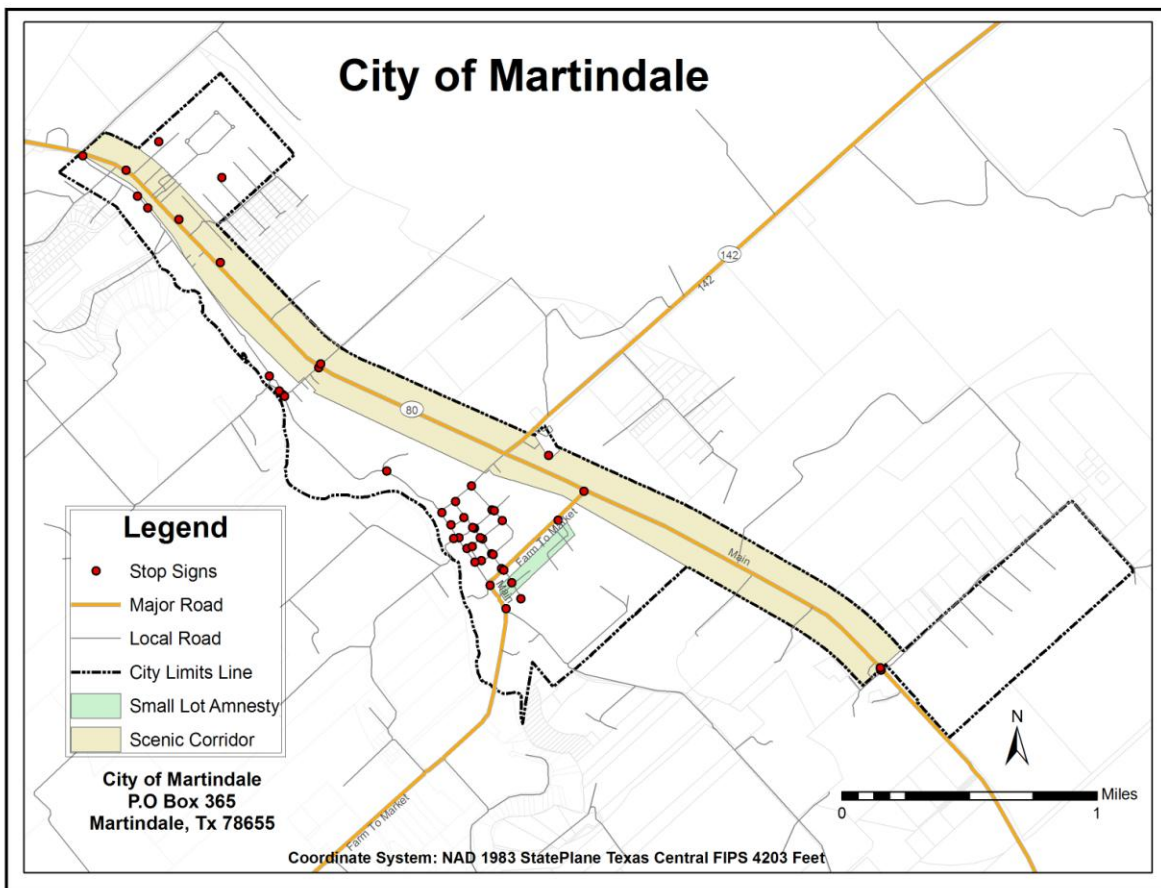 City of Martindale
142
142
80
Farm To Market
Main
Main
Legend
Stop Signs
Major Road
Local Road
City Limits Line
Small Lot Amnesty
Scenic Corridor
City of Martindale
P.O Box 365
Martindale, Tx 78655
Farm To Market
N
Miles
0 1
Coordinate System: NAD 1983 StatePlane Texas Central FIPS 4203 Feet